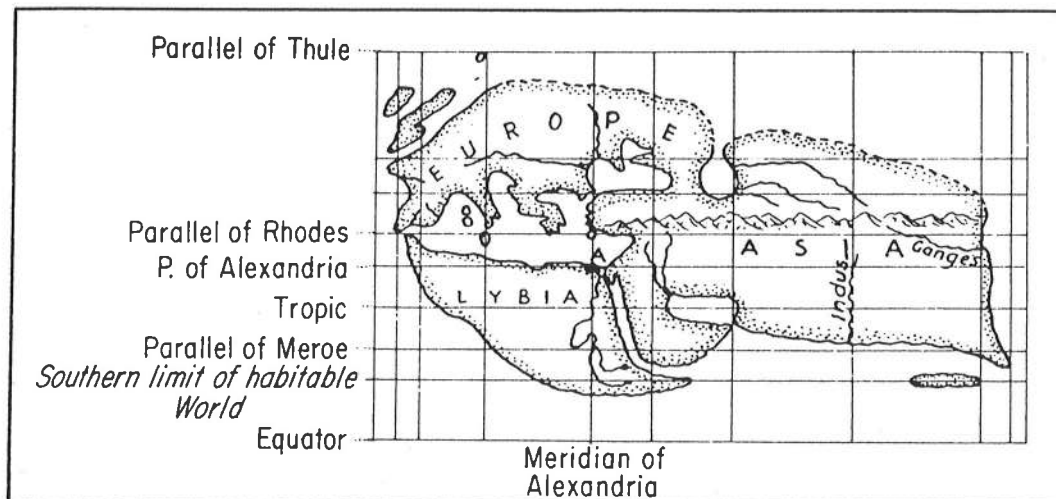 Parallel of Thule
EUROPE
Parallel of Rhodes
A
ASIA
Ganges
P. of Alexandria
Indus
LYBIA
Tropic
Parallel of Meroe
Southern limit of habitable
World
Equator
Meridian of
Alexandria